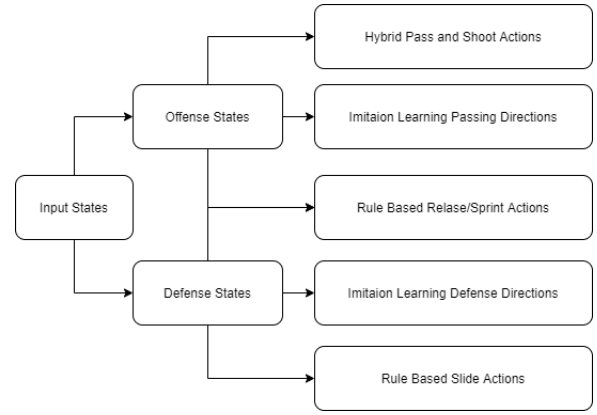 Hybrid Pass and Shoot Actions
Offense States
Imitaion Learning Passing Directions
Input States
Rule Based Relase/Sprint Actions
Defense States
Imitaion Learning Defense Directions
Rule Based Slide Actions